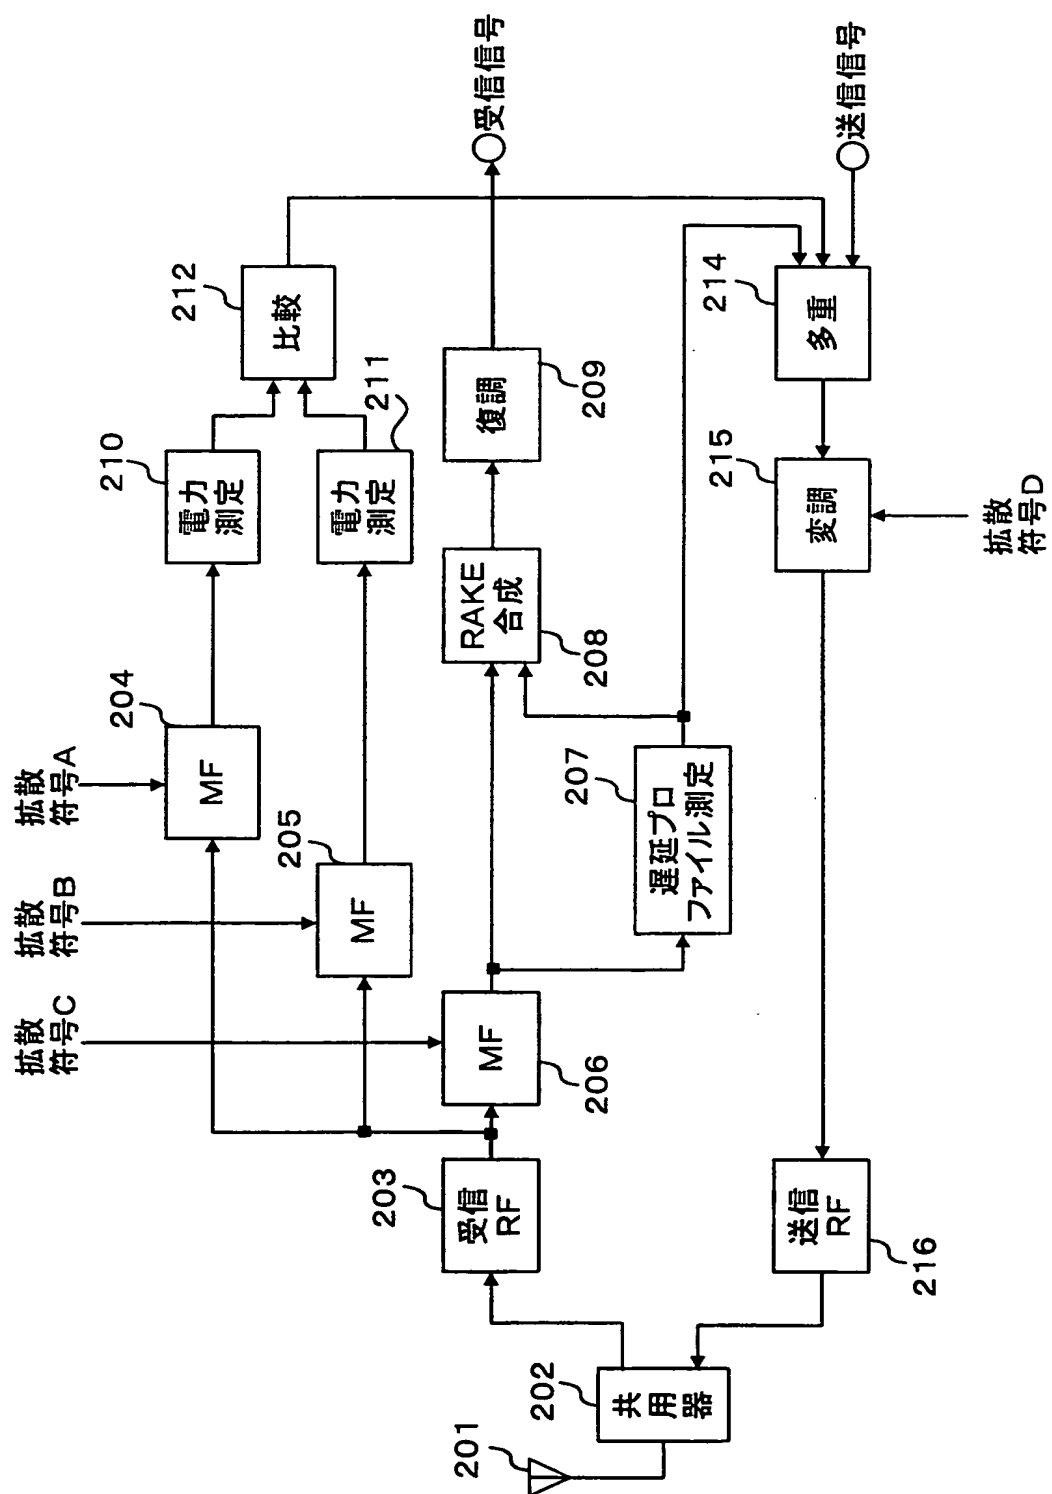 拡散
符号C
拡散
符号B
拡散
符号A
204
MF
205
MF
MF
206
210
電力
測定
211
電力
測定
212
比較
201
202
共用器
203
受信
RF
RAKE
合成
208
復調
209
受信信号
207
遅延プロ
ファイル測定
送信
RF
216
215
変調
拡散
符号D
214
多重
送信信号